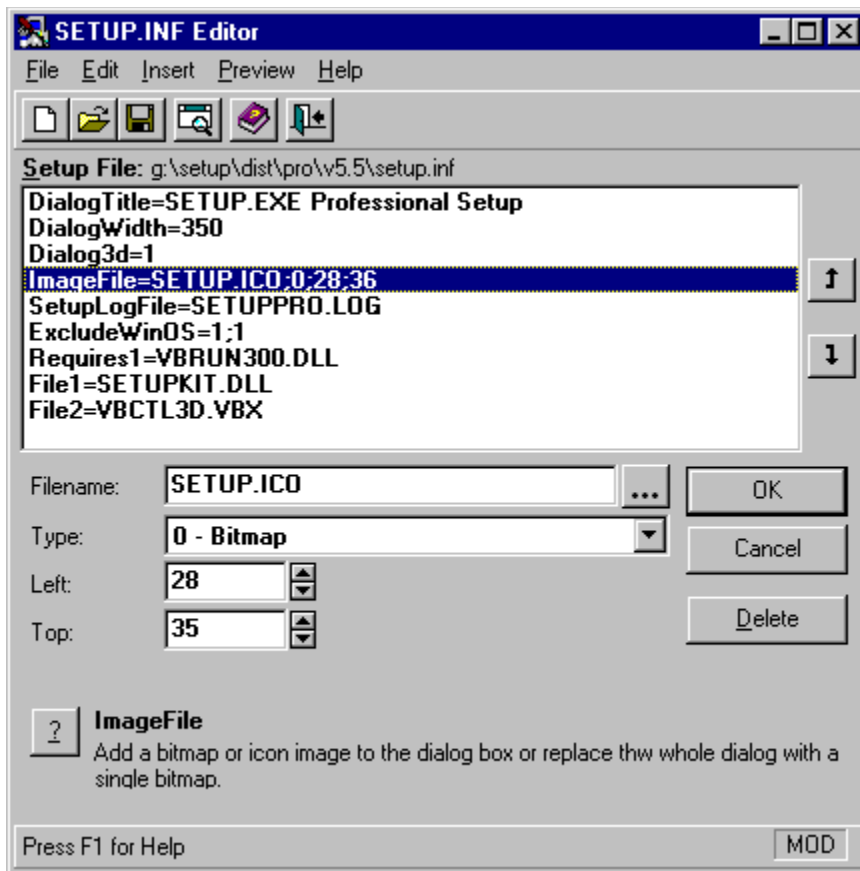 SETUP.INF Editor
File Edit Insert Preview Help
Setup File: g:\setup\dist\pro\v5.5\setup.inf
DialogTitle=SETUP.EXE Professional Setup
DialogWidth=350
Dialog3d=1
ImageFile=SETUP.ICO;0;28;36
SetupLogFile=SETUPPRO.LOG
ExcludeWinOS=1;1
Requires1=VBRUN300.DLL
File1=SETUPKIT.DLL
File2=VBCTL3D.VBX
Filename: SETUP.ICO ... OK
Type: 0 - Bitmap Cancel
Left: 28
Top: 35 Delete
? ImageFile
Add a bitmap or icon image to the dialog box or replace thw whole dialog with a
single bitmap.
Press F1 for Help MOD